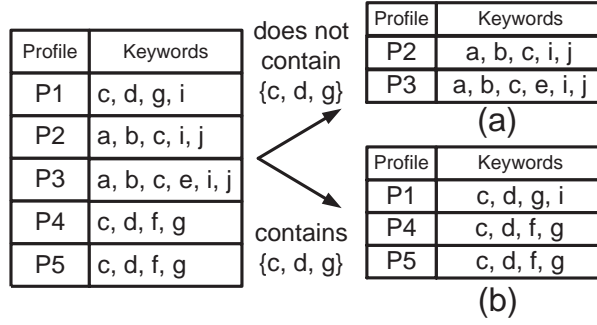 Profile Keywords
P1 c, d, g, i
P2 a, b, c, i, j
P3 a, b, c, e, i, j
P4 c, d, f, g
P5 c, d, f, g
does not
contain
{c, d, g}
contains
{c, d, g}
Profile Keywords
P2 a, b, c, i, j
P3 a, b, c, e, i, j
(a)
Profile Keywords
P1 c, d, g, i
P4 c, d, f, g
P5 c, d, f, g
(b)